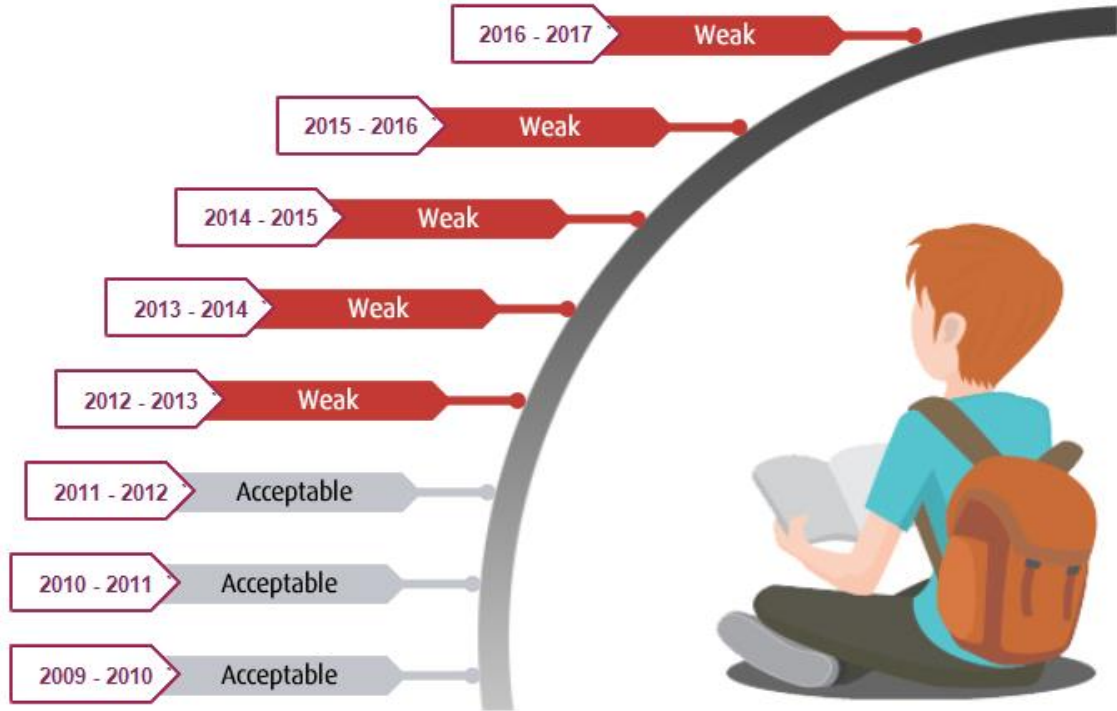 2016 - 2017 Weak
2015 - 2016 Weak
2014 - 2015 Weak
2013 - 2014 Weak
2012 - 2013 Weak
2011 - 2012 Acceptable
2010 - 2011 Acceptable
2009 - 2010 Acceptable